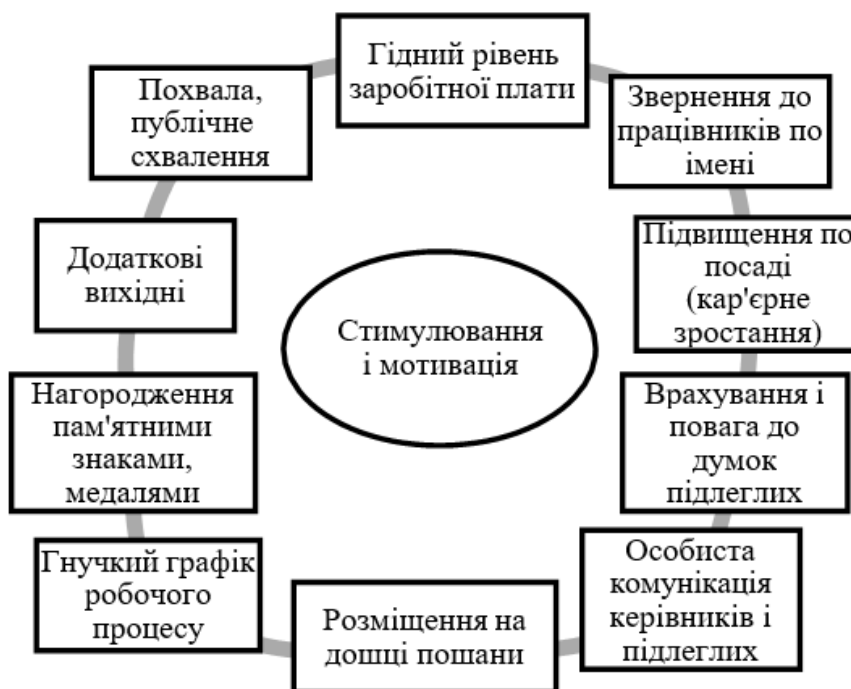 Гідний рівень
заробітної плати
Звернення до
працівників по
імені
Підвищення по
посаді
(кар'єрне
зростання)
Врахування і
повага до
думок
підлеглих
Особиста
комунікація
керівників і
підлеглих
Розміщення на
дошці пошани
Гнучкий графік
робочого
процесу
Нагородження
пам'ятними
знаками,
медалями
Додаткові
вихідні
Похвала,
публічне
схвалення
Стимулювання
і мотивація